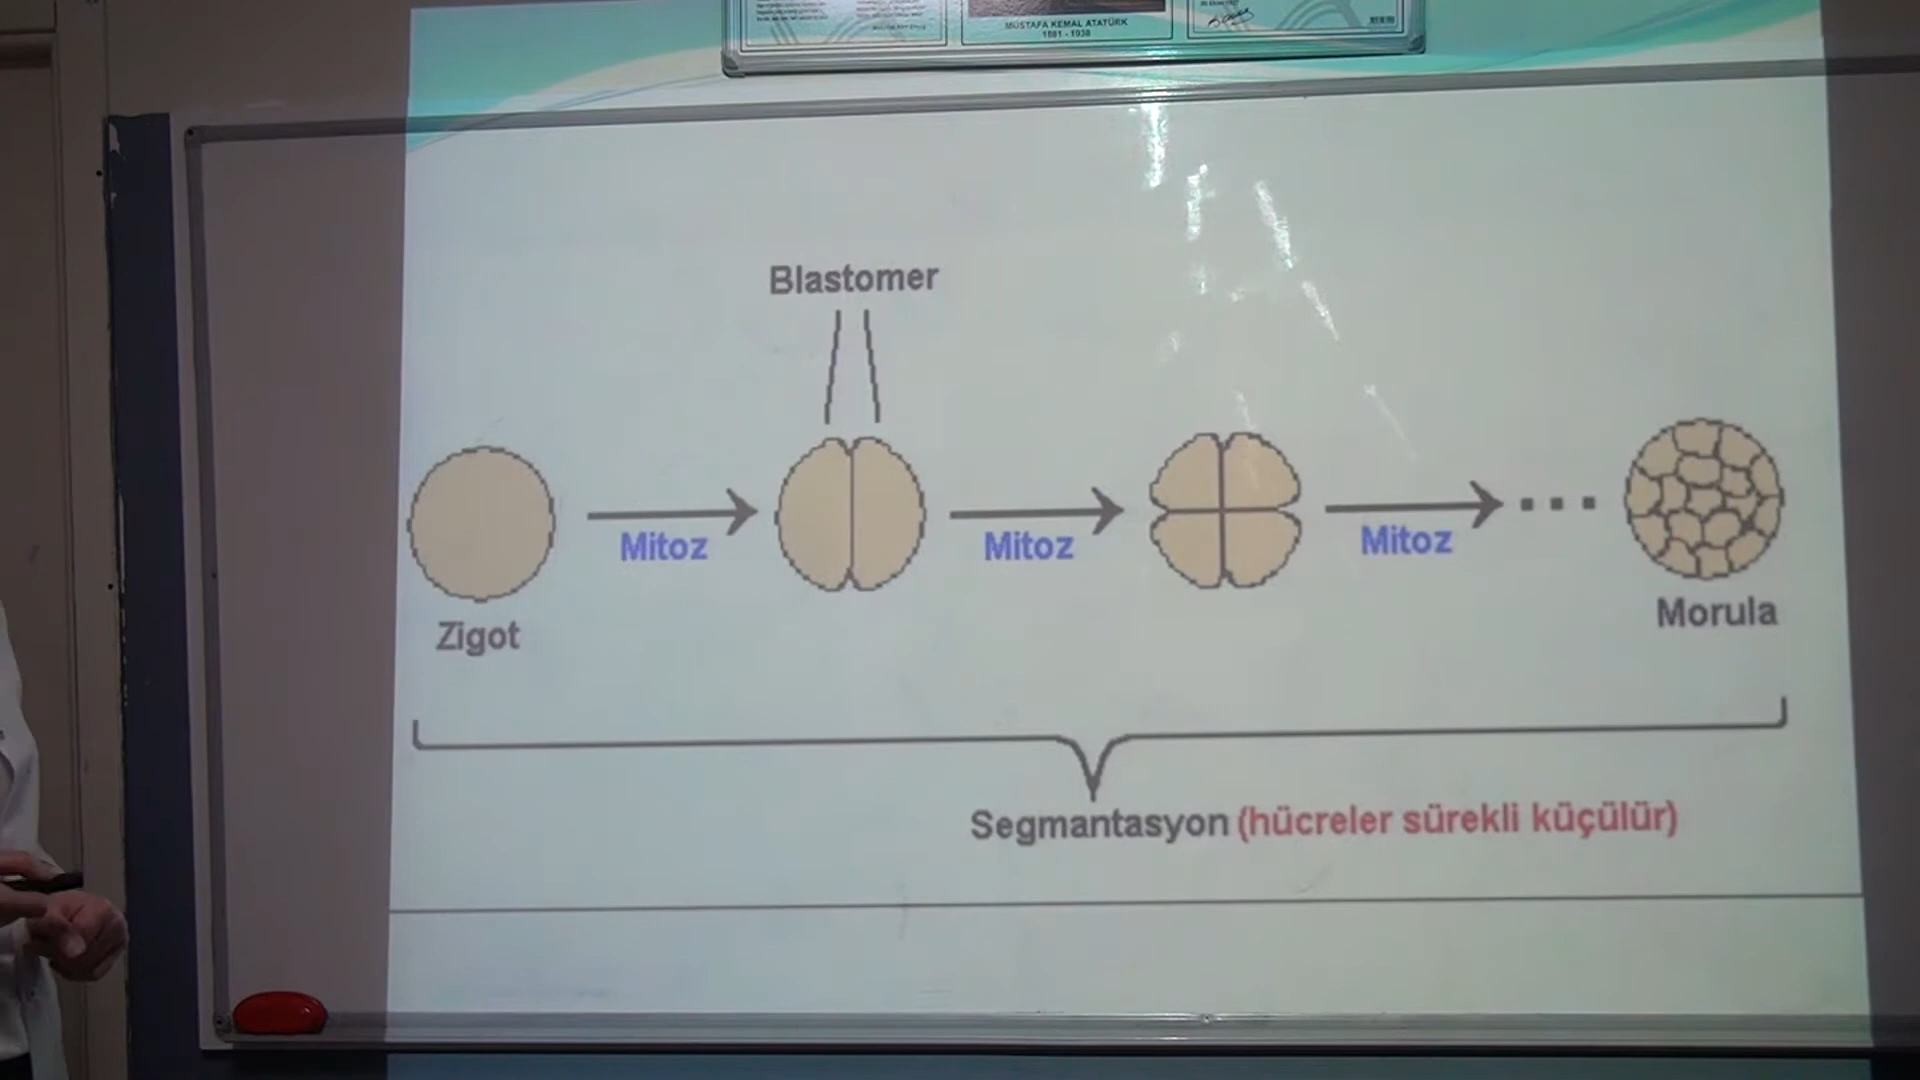 MUSTAFA KEMAL ATATÜRK
1881 - 1938
Blastomer
Mitoz
Mitoz
Mitoz
Zigot
Morula
Segmantasyon (hücreler sürekli küçülür)